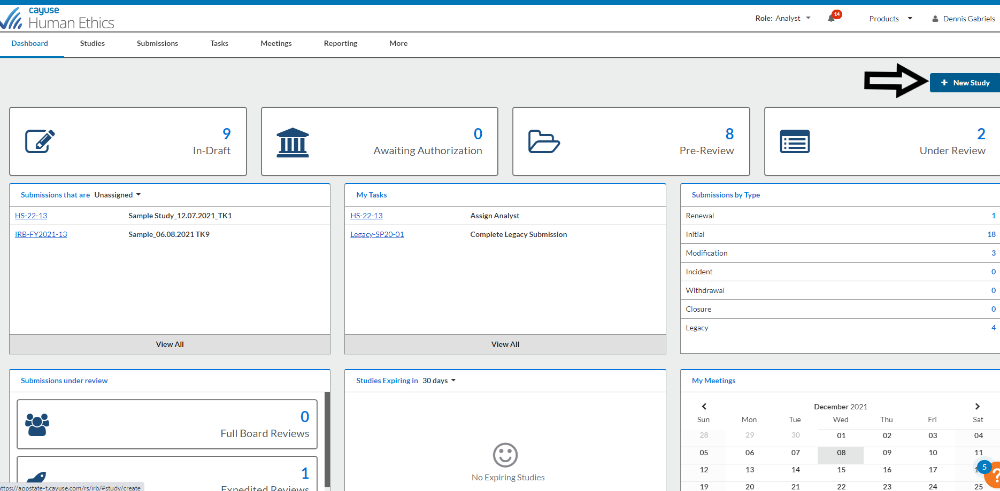 cayuse
Human Ethics
Role: Analyst
14
Products
Dennis Gabriels
Dashboard
Studies
Submissions
Tasks
Meetings
Reporting
More
+ New Study
9
In-Draft
0
Awaiting Authorization
8
Pre-Review
2
Under Review
Submissions that are Unassigned
HS-22-13 Sample Study_12.07.2021_TK1
IRB-FY2021-13 Sample_06.08.2021 TK9
View All
My Tasks
HS-22-13 Assign Analyst
Legacy-SP20-01 Complete Legacy Submission
View All
Submissions by Type
Renewal 1
Initial 18
Modification 3
Incident 0
Withdrawal 0
Closure 0
Legacy 4
Submissions under review
0
Full Board Reviews
1
Expedited Reviews
Studies Expiring in 30 days
No Expiring Studies
My Meetings
December 2021
Sun Mon Tue Wed Thu Fri Sat
28 29 30 01 02 03 04
05 06 07 08 09 10 11
12 13 14 15 16 17
19 20 21 22 23 24 25
5
?
https://appstate-t.cayuse.com/rs/irb/#study/create